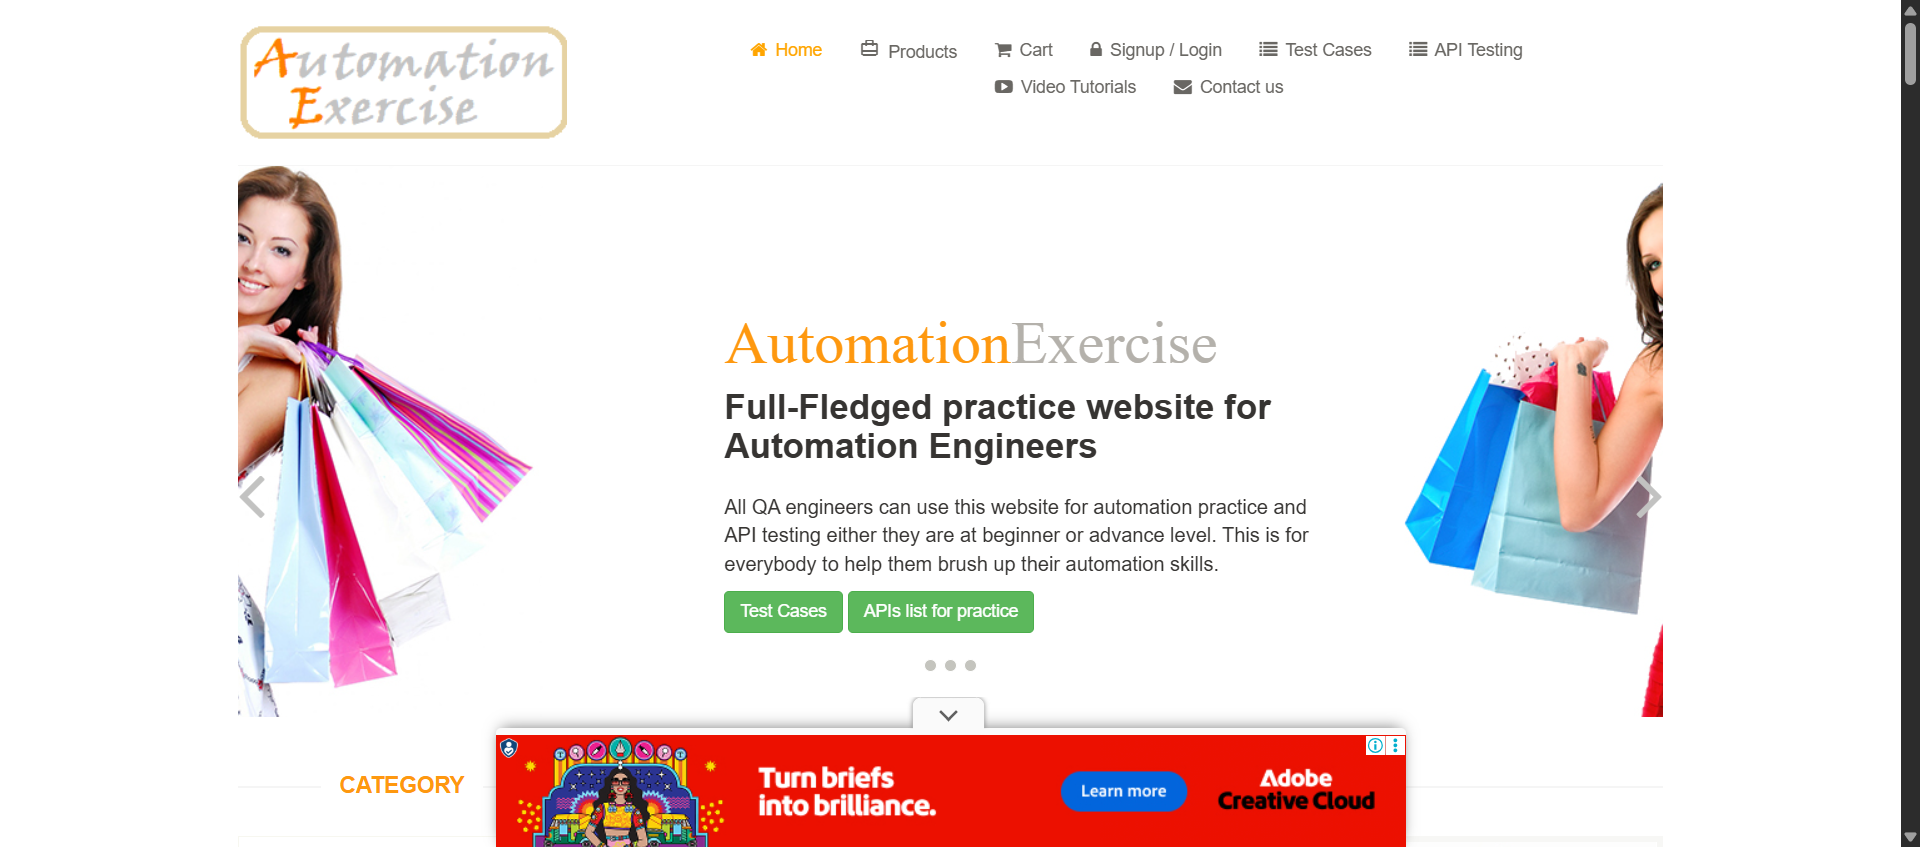 Automation
Exercise
Home
Products
Cart
Signup / Login
Test Cases
API Testing
Video Tutorials
Contact us
AutomationExercise
Full-Fledged practice website for
Automation Engineers
All QA engineers can use this website for automation practice and
API testing either they are at beginner or advance level. This is for
everybody to help them brush up their automation skills.
Test Cases
APIs list for practice
CATEGORY
Turn briefs
into brilliance.
Learn more
Adobe
Creative Cloud